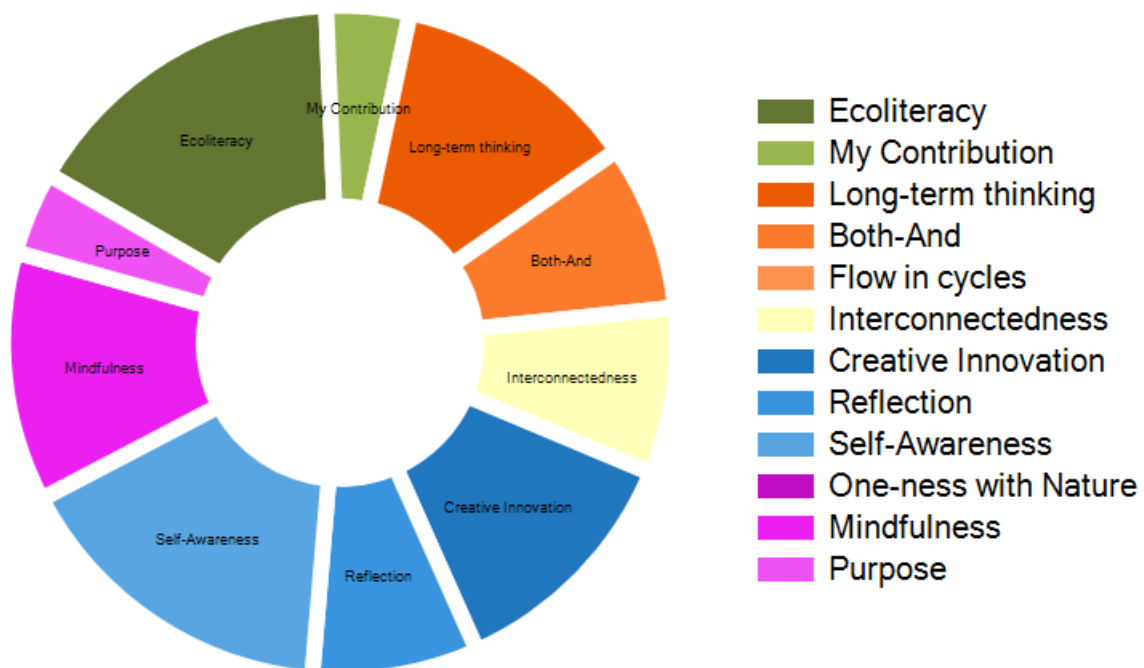 My Contribution
Ecoliteracy
Long-term thinking
Purpose
Both-And
Mindfulness
Interconnectedness
Creative Innovation
Self-Awareness
Reflection
Ecoliteracy
My Contribution
Long-term thinking
Both-And
Flow in cycles
Interconnectedness
Creative Innovation
Reflection
Self-Awareness
One-ness with Nature
Mindfulness
Purpose